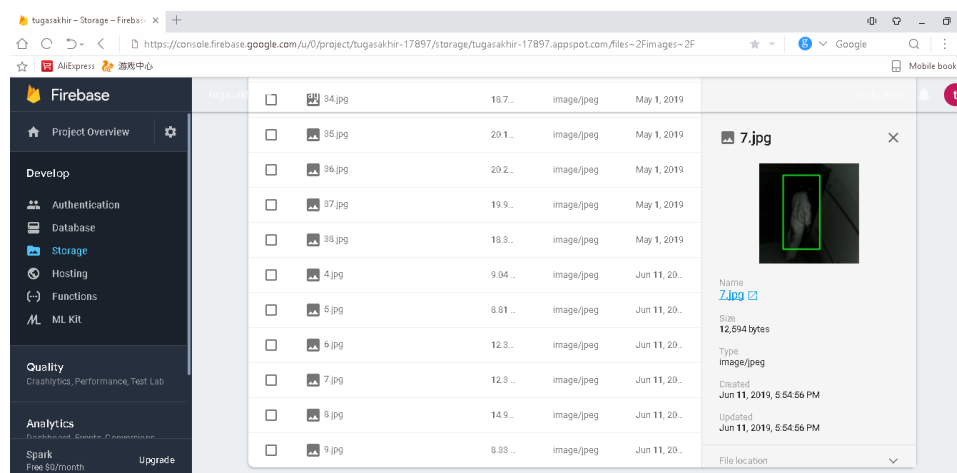 tugasakhir – Storage – Fireba:
https://console.firebase.google.com/u/0/project/tugasakhir-17897/storage/tugasakhir-17897.appspot.com/files~2Fimages~2F
Google
AliExpress
游戏中心
Mobile book
Firebase
Project Overview
Develop
Authentication
Database
Storage
Hosting
Functions
ML Kit
Quality
Crashlytics, Performance, Test Lab
Analytics
Dashboard, Events, Conversions
Spark
Free $0/month
Upgrade
34.jpg 18.7... image/jpeg May 1, 2019
35.jpg 20.1... image/jpeg May 1, 2019
36.jpg 20.2... image/jpeg May 1, 2019
37.jpg 19.9... image/jpeg May 1, 2019
38.jpg 18.3... image/jpeg May 1, 2019
4.jpg 9.04 ... image/jpeg Jun 11, 20...
5.jpg 8.81 ... image/jpeg Jun 11, 20...
6.jpg 12.3... image/jpeg Jun 11, 20...
7.jpg 12.3 ... image/jpeg Jun 11, 20...
8.jpg 14.9... image/jpeg Jun 11, 20...
9.jpg 8.33 ... image/jpeg Jun 11, 20...
7.jpg
Name
7.jpg
Size
12,594 bytes
Type
image/jpeg
Created
Jun 11, 2019, 5:54:56 PM
Updated
Jun 11, 2019, 5:54:56 PM
File location